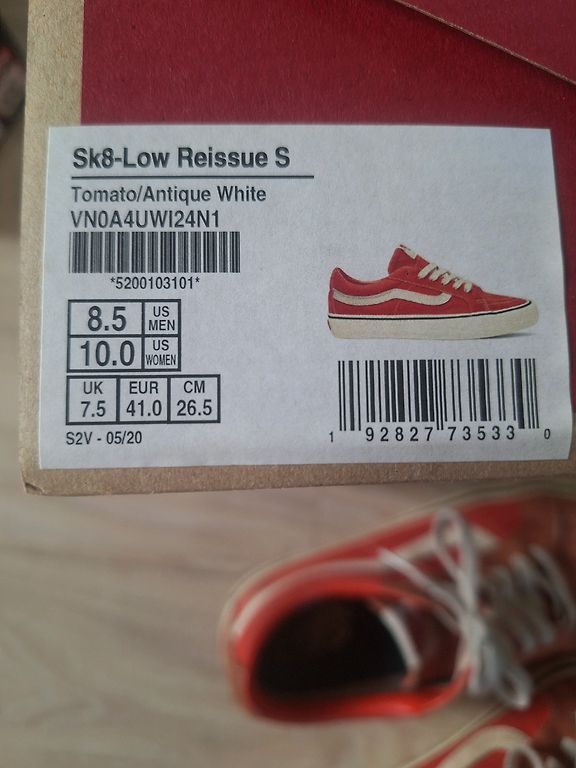 Sk8-Low Reissue S
Tomato/Antique White
VN0A4UWI24N1
*5200103101*
8.5 US MEN
10.0 US WOMEN
UK EUR CM
7.5 41.0 26.5
S2V - 05/20
1 92827 73533 0